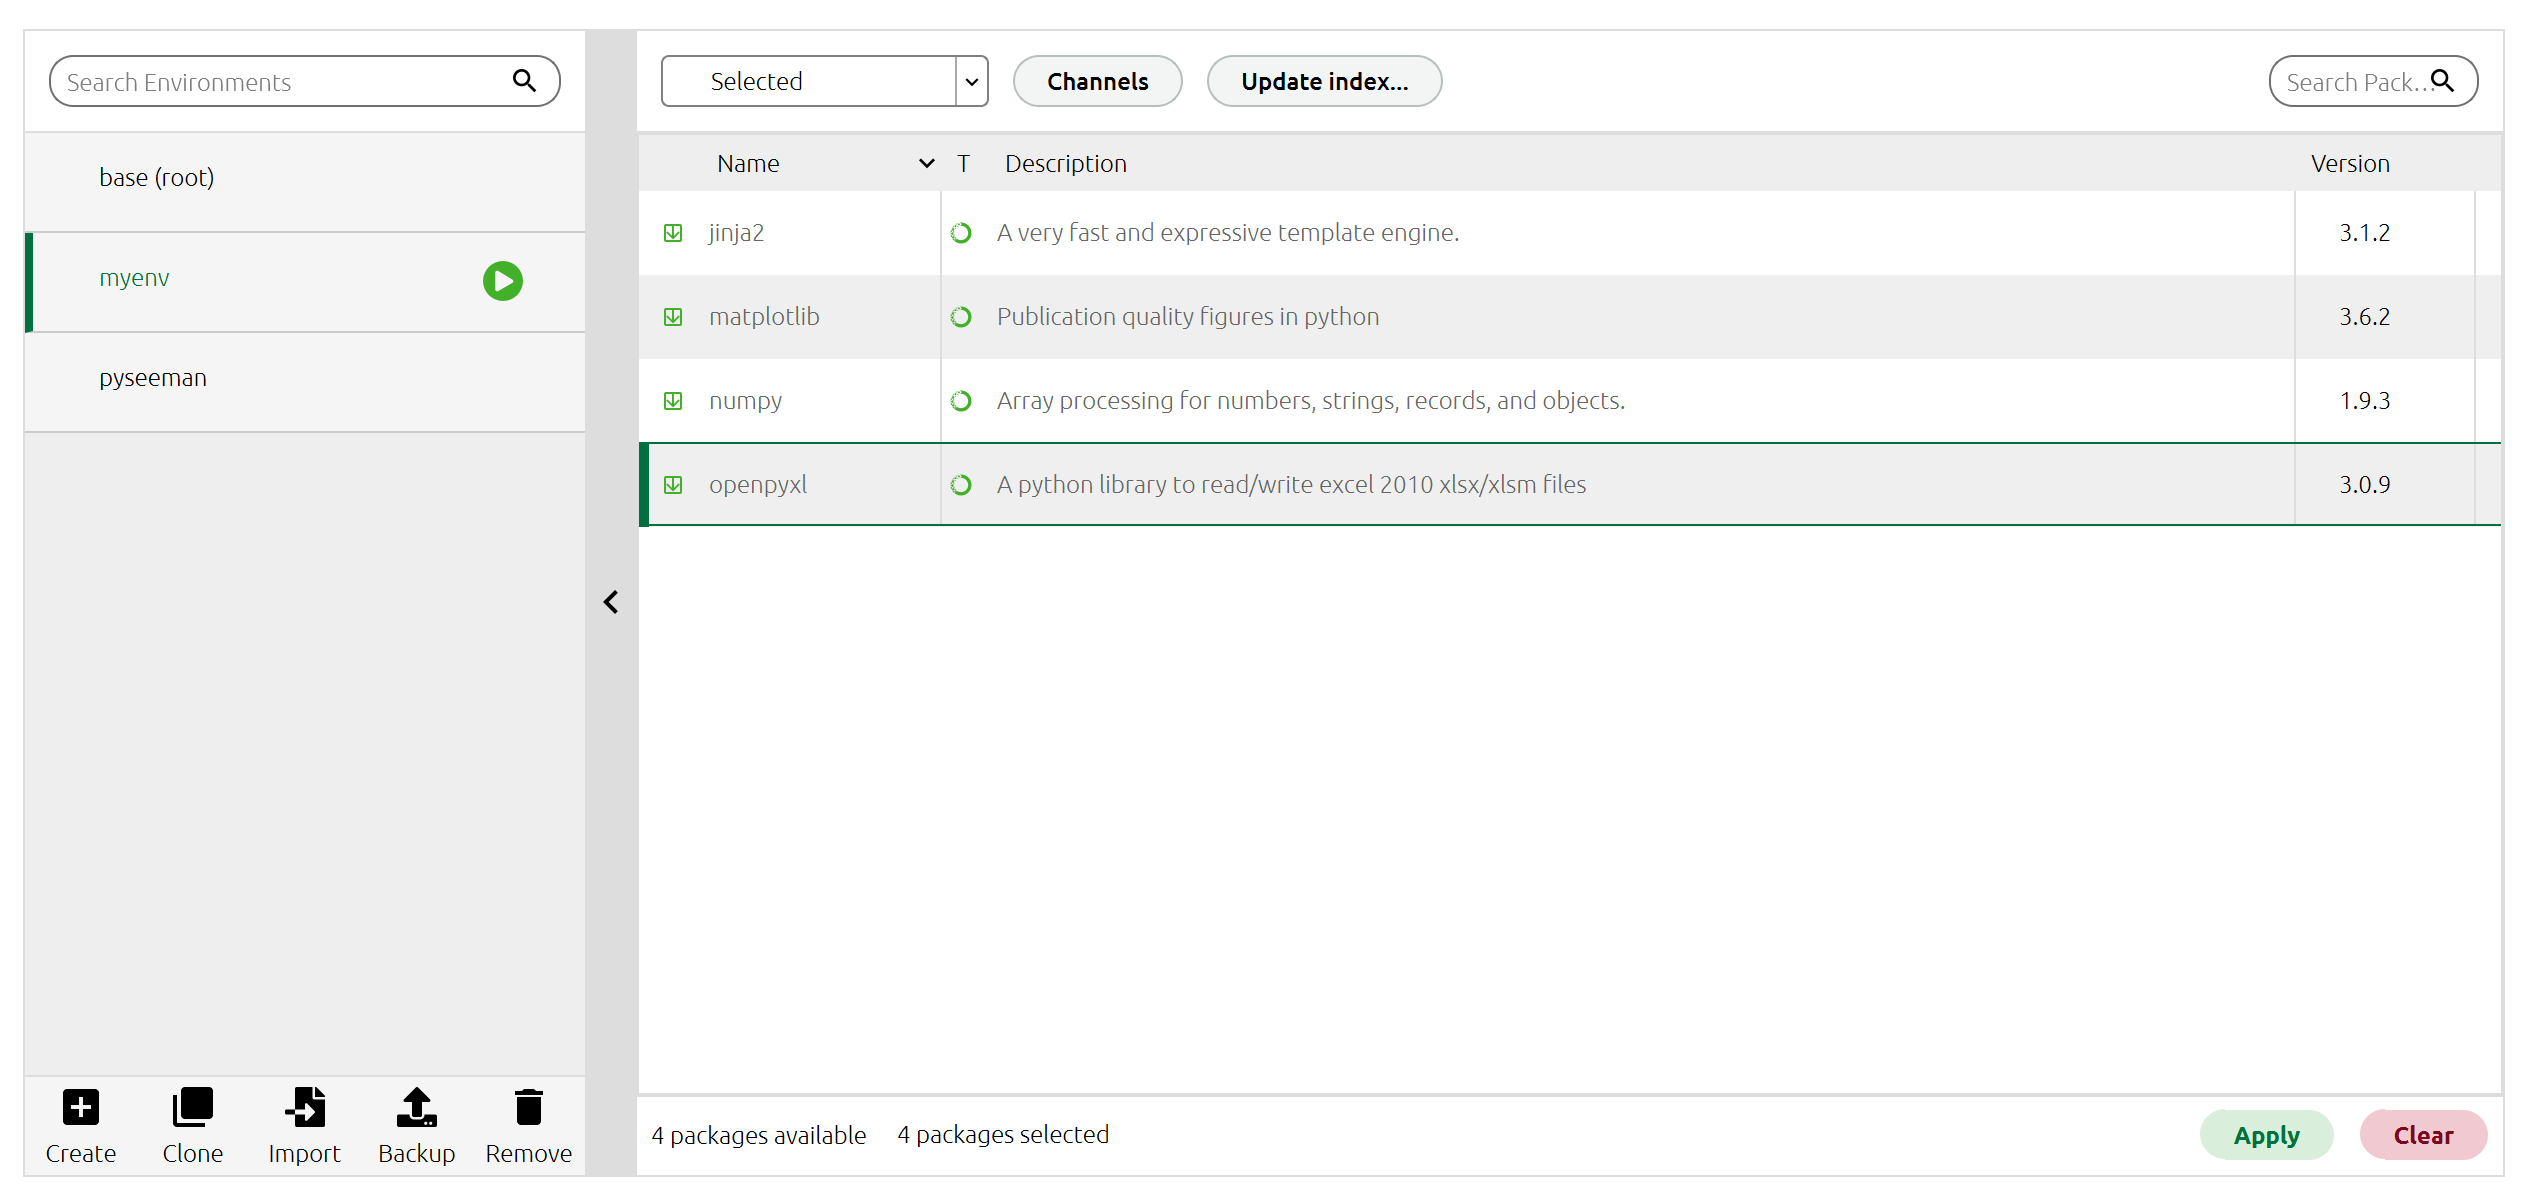 Search Environments
Selected
Channels
Update index...
Search Pack...
base (root)
myenv
pyseeman
Name T Description Version
jinja2 A very fast and expressive template engine. 3.1.2
matplotlib Publication quality figures in python 3.6.2
numpy Array processing for numbers, strings, records, and objects. 1.9.3
openpyxl A python library to read/write excel 2010 xlsx/xlsm files 3.0.9
Create Clone Import Backup Remove
4 packages available 4 packages selected
Apply
Clear